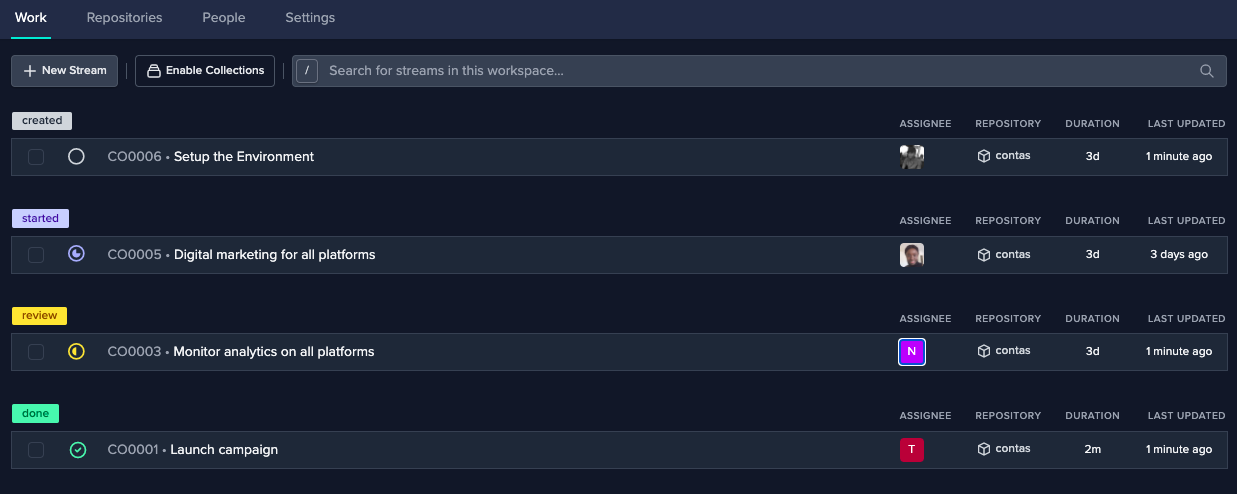 Work Repositories People Settings
New Stream Enable Collections / Search for streams in this workspace...
created ASSIGNEE REPOSITORY DURATION LAST UPDATED
CO0006 • Setup the Environment contas 3d 1 minute ago
started ASSIGNEE REPOSITORY DURATION LAST UPDATED
CO0005 • Digital marketing for all platforms contas 3d 3 days ago
review ASSIGNEE REPOSITORY DURATION LAST UPDATED
CO0003 • Monitor analytics on all platforms N contas 3d 1 minute ago
done ASSIGNEE REPOSITORY DURATION LAST UPDATED
CO0001 • Launch campaign T contas 2m 1 minute ago